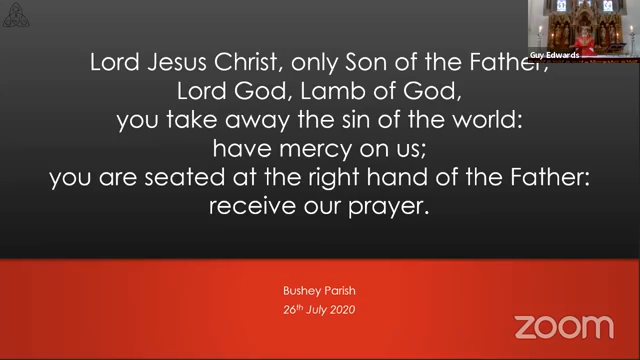 Guy Edwards
Lord Jesus Christ, only Son of the Father,
Lord God, Lamb of God,
you take away the sin of the world:
have mercy on us;
you are seated at the right hand of the Father:
receive our prayer.
Bushey Parish
26th July 2020
zoom